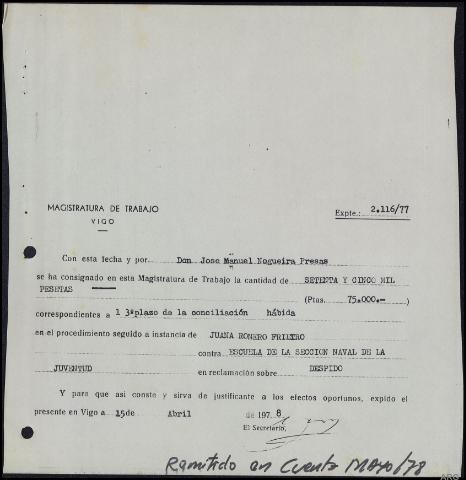 MAGISTRATURA DE TRABAJO
VIGO
Expte.: 2.116/77
Con esta fecha y por Don Jose Manuel Nogueira Presas
se ha consignado en esta Magistratura de Trabajo la cantidad de SETENTA Y CINCO MIL
PESETAS (Ptas. 75.000.-)
correspondientes a l 3ºplazo de la conciliación hábida
en el procedimiento seguido a instancia de JUANA ROMERO
contra ESCUELA DE LA SECCION NAVAL DE LA
JUVENTUD en reclamación sobre DESPIDO
Y para que así conste y sirva de justificante a los efectos oportunos, expido el
presente en Vigo a 15 de Abril de 197 8
El Secretario,
Remitido en Cuenta MAYO/78